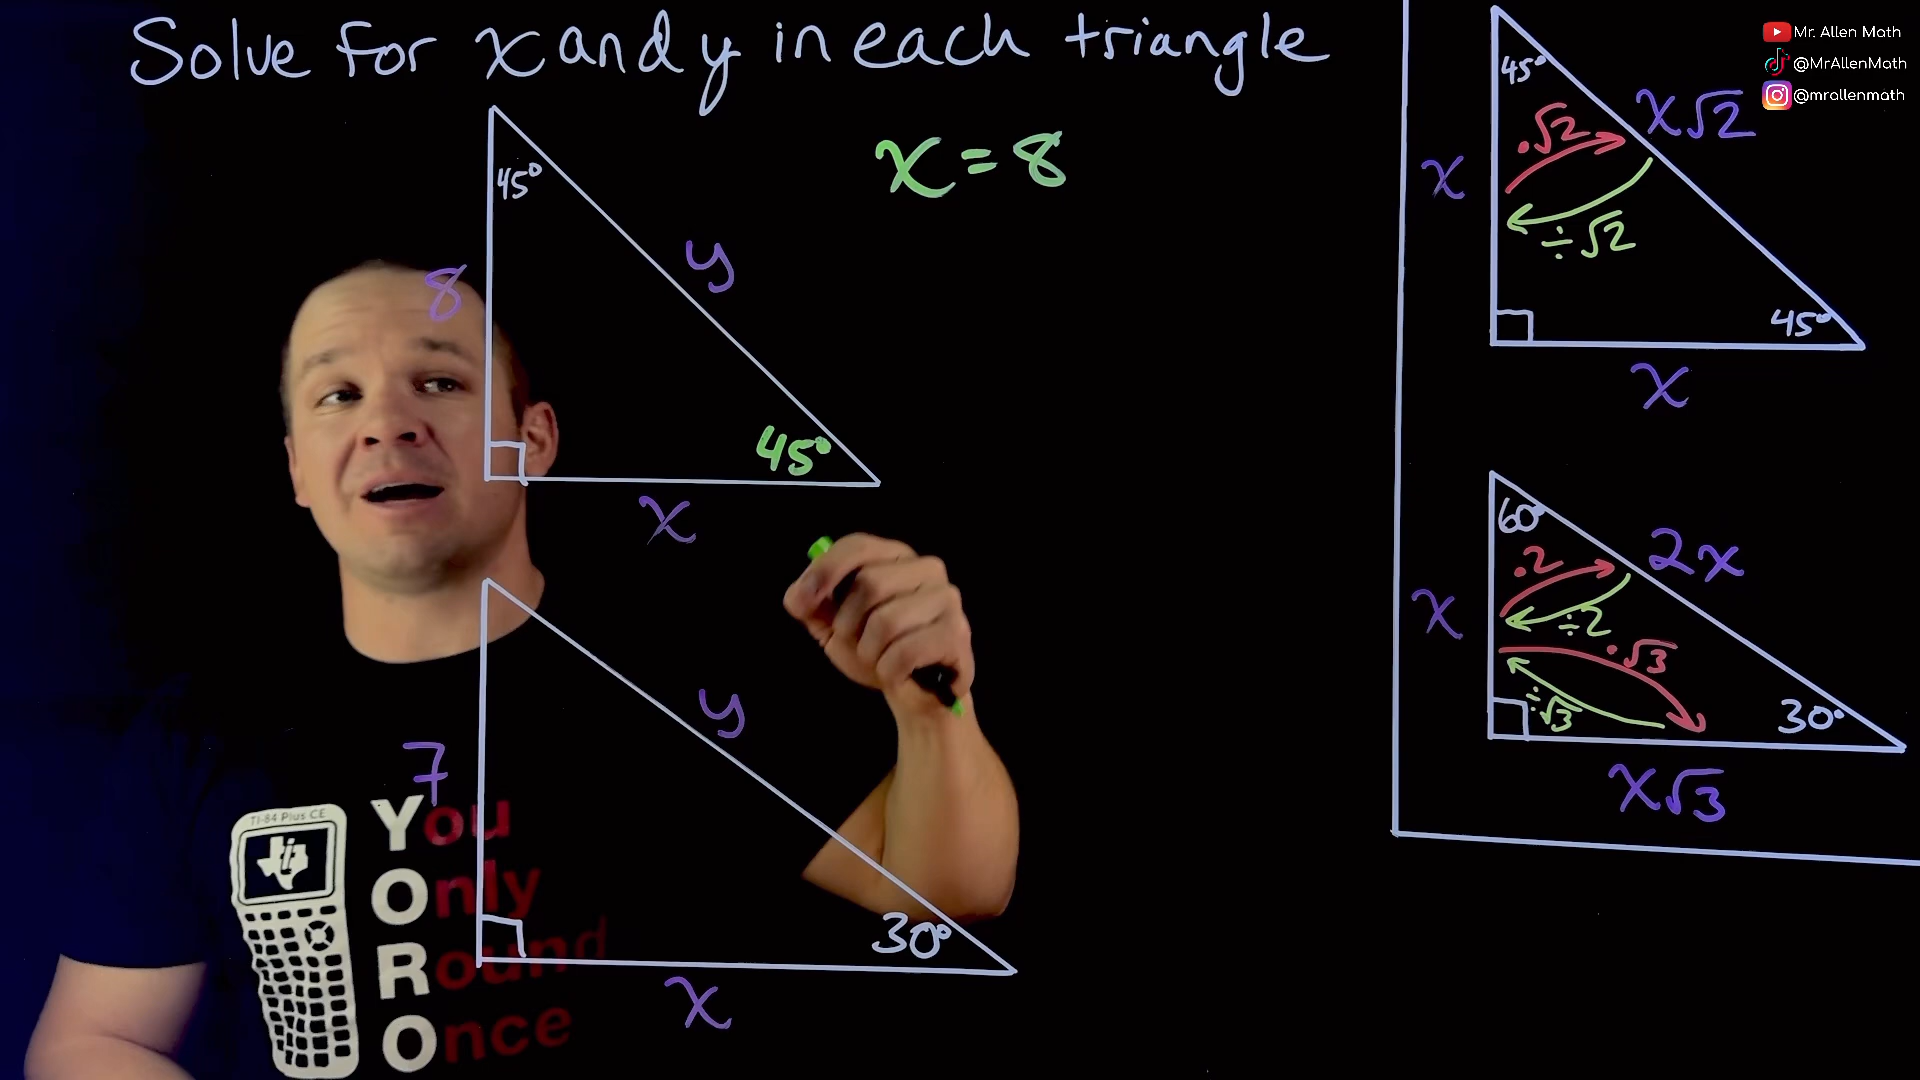 Solve for x and y in each triangle
x = 8
45°
8
y
45°
x
y
7
30°
x
TI-84 Plus CE
You
Only
Round
Once
Mr. Allen Math
@MrAllenMath
@mrallenmath
45°
x√2
·√2
x
÷√2
45°
x
60°
2x
·2
x
÷2
·√3
÷√3
30°
x√3